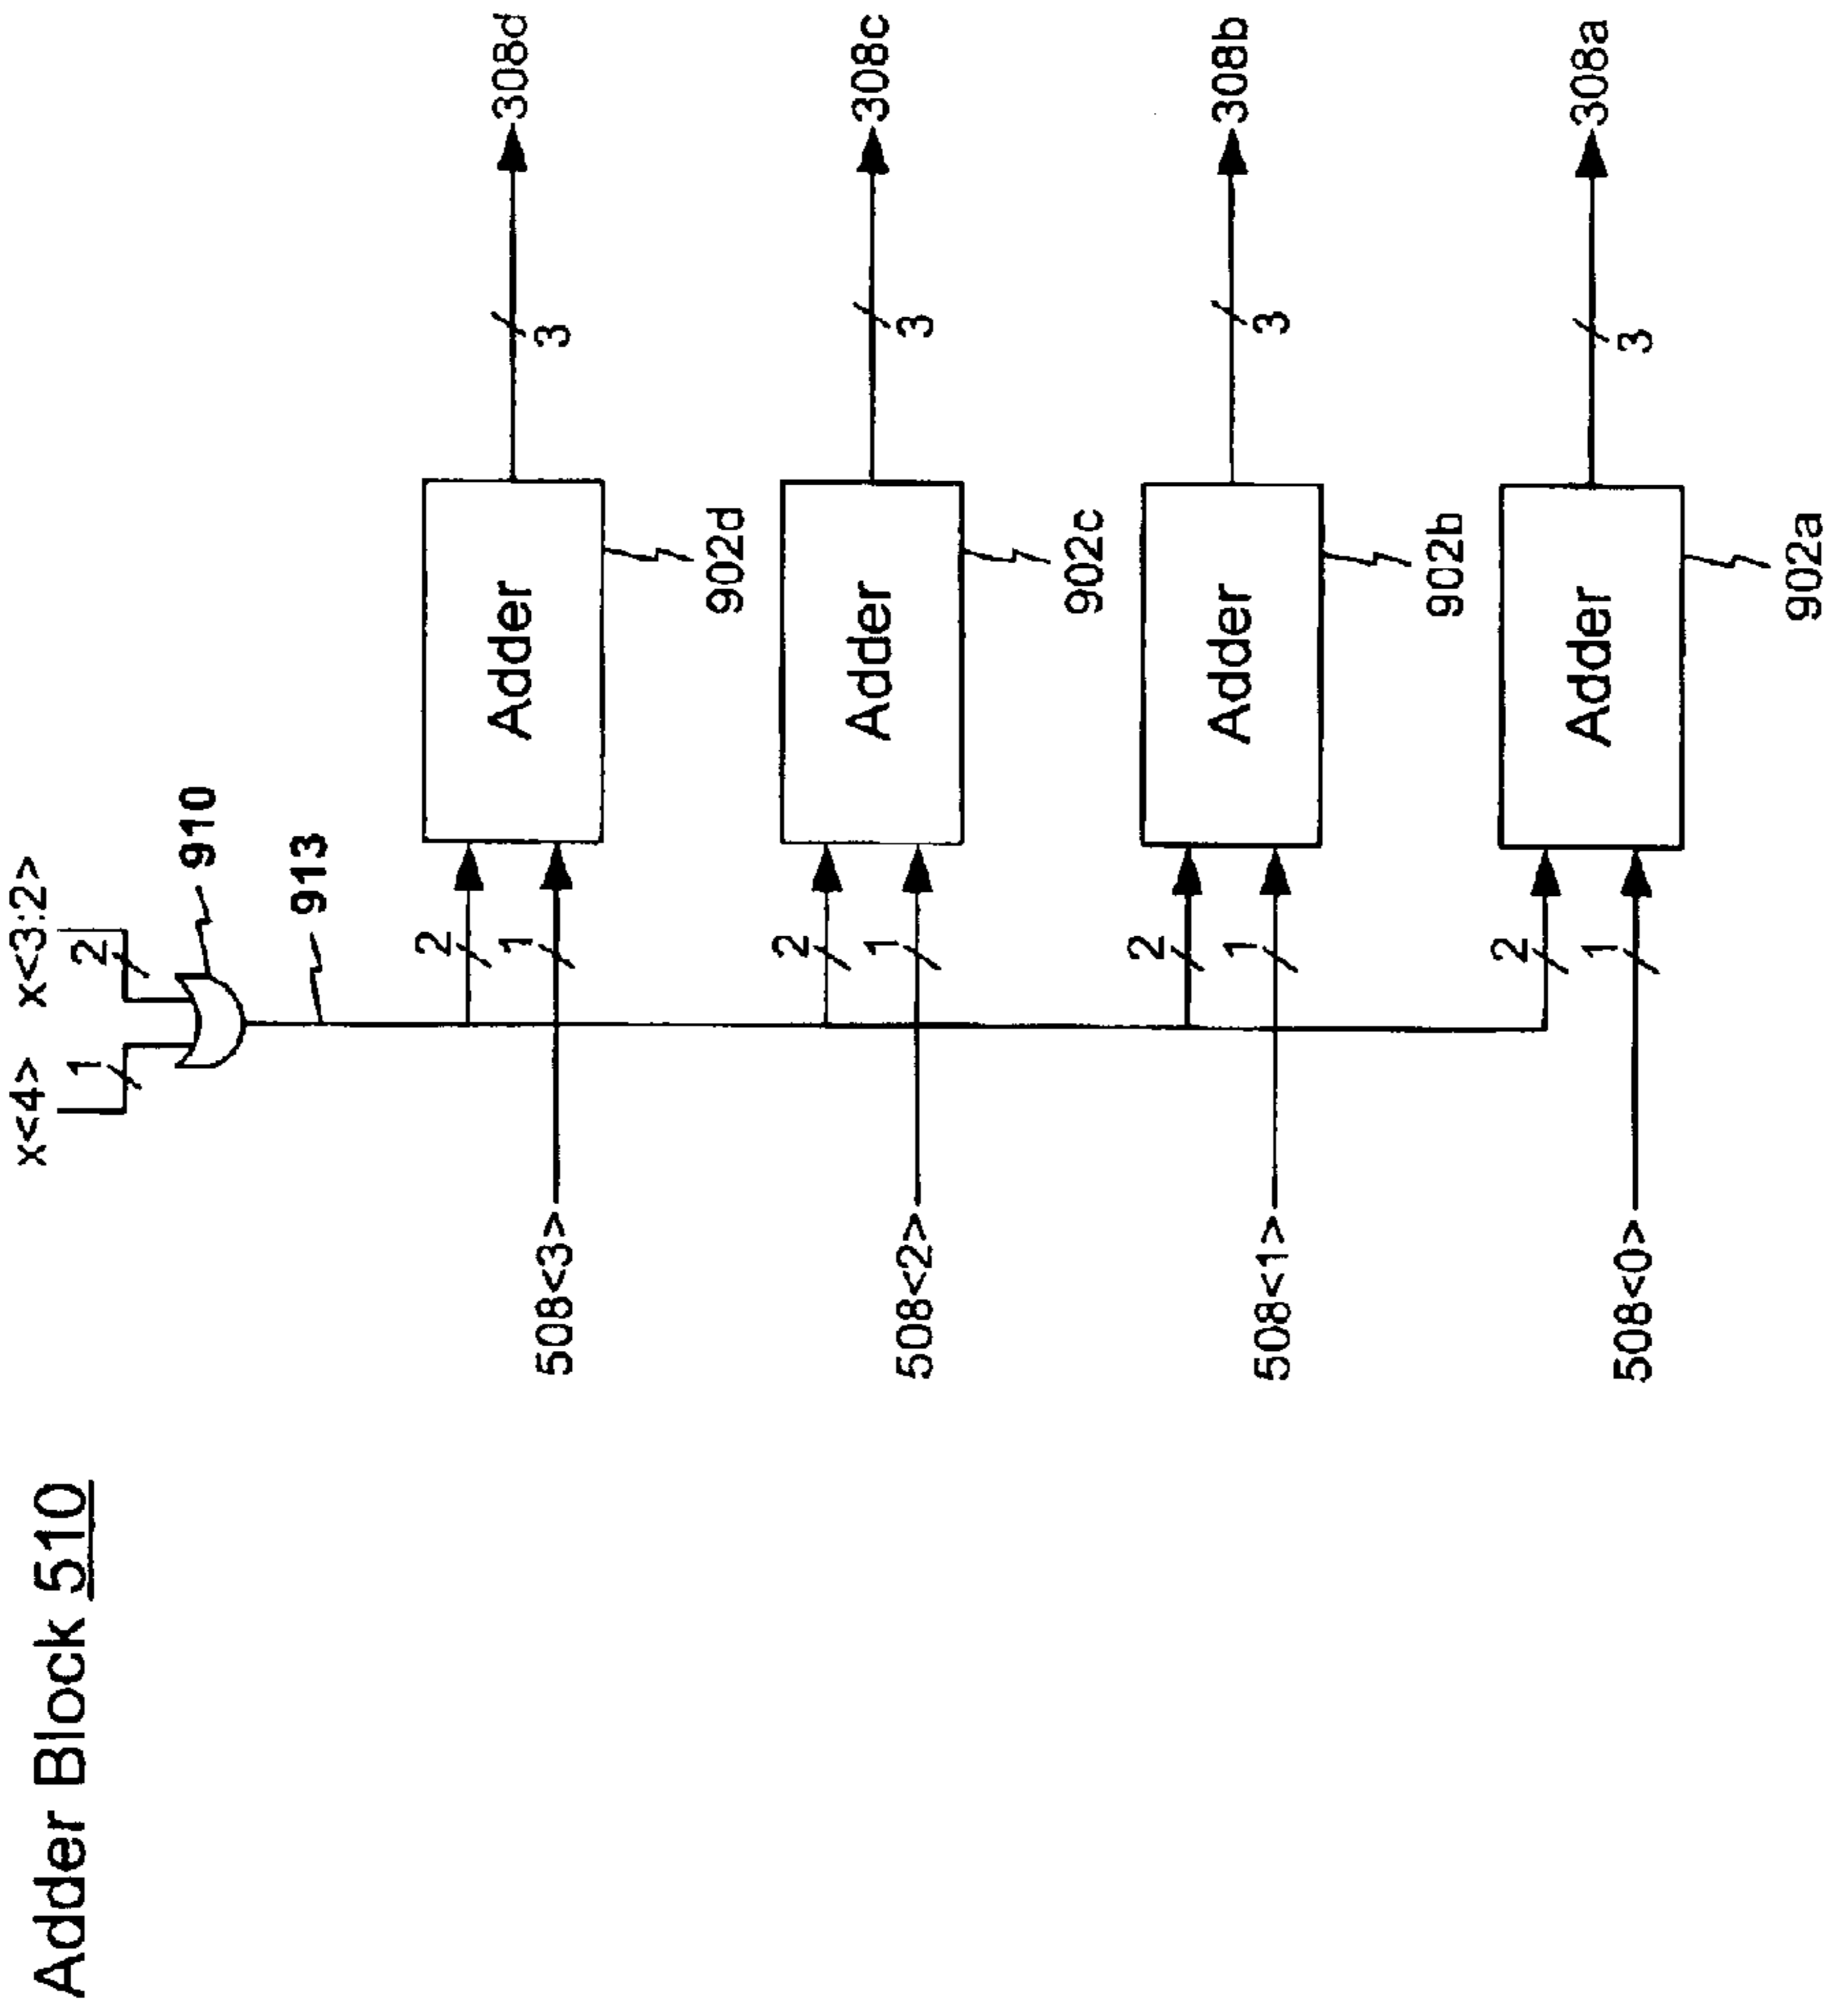 Adder Block 510
x<4> x<3:2>
1
2
910
913
508<3>
2
1
Adder
902d
3
308d
508<2>
2
1
Adder
902c
3
308c
508<1>
2
1
Adder
902b
3
308b
508<0>
2
1
Adder
902a
3
308a